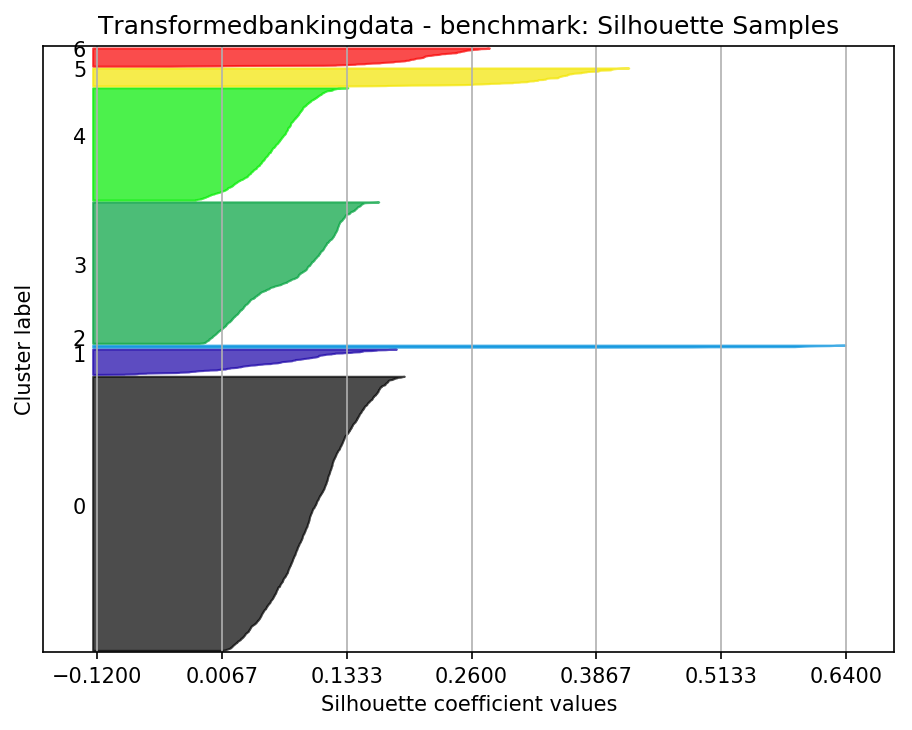 Transformedbankingdata - benchmark: Silhouette Samples
6
5
4
3
2
1
0
Cluster label
−0.1200 0.0067 0.1333 0.2600 0.3867 0.5133 0.6400
Silhouette coefficient values